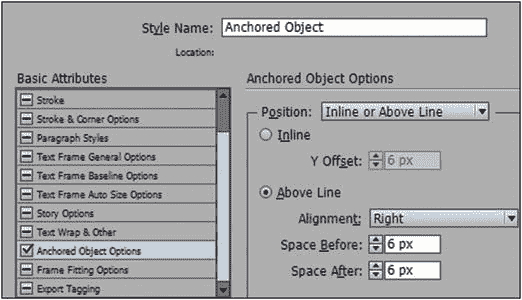 Style Name: Anchored Object
Location:
Basic Attributes
Stroke
Stroke & Corner Options
Paragraph Styles
Text Frame General Options
Text Frame Baseline Options
Text Frame Auto Size Options
Story Options
Text Wrap & Other
Anchored Object Options
Frame Fitting Options
Export Tagging
Anchored Object Options
Position: Inline or Above Line
Inline
Y Offset: 6 px
Above Line
Alignment: Right
Space Before: 6 px
Space After: 6 px